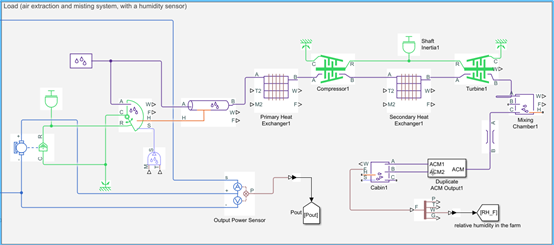 Load (air extraction and misting system, with a humidity sensor)
Shaft
Inertia1
Compressor1
Turbine1
Primary Heat
Exchanger1
Secondary Heat
Exchanger1
Mixing
Chamber1
A
B
C
R
H
W
F
S
T2
M2
ACM1
ACM2
ACM
Duplicate
ACM Output1
Cabin1
Output Power Sensor
Pout
[Pout]
[RH_F]
relative humidity in the farm